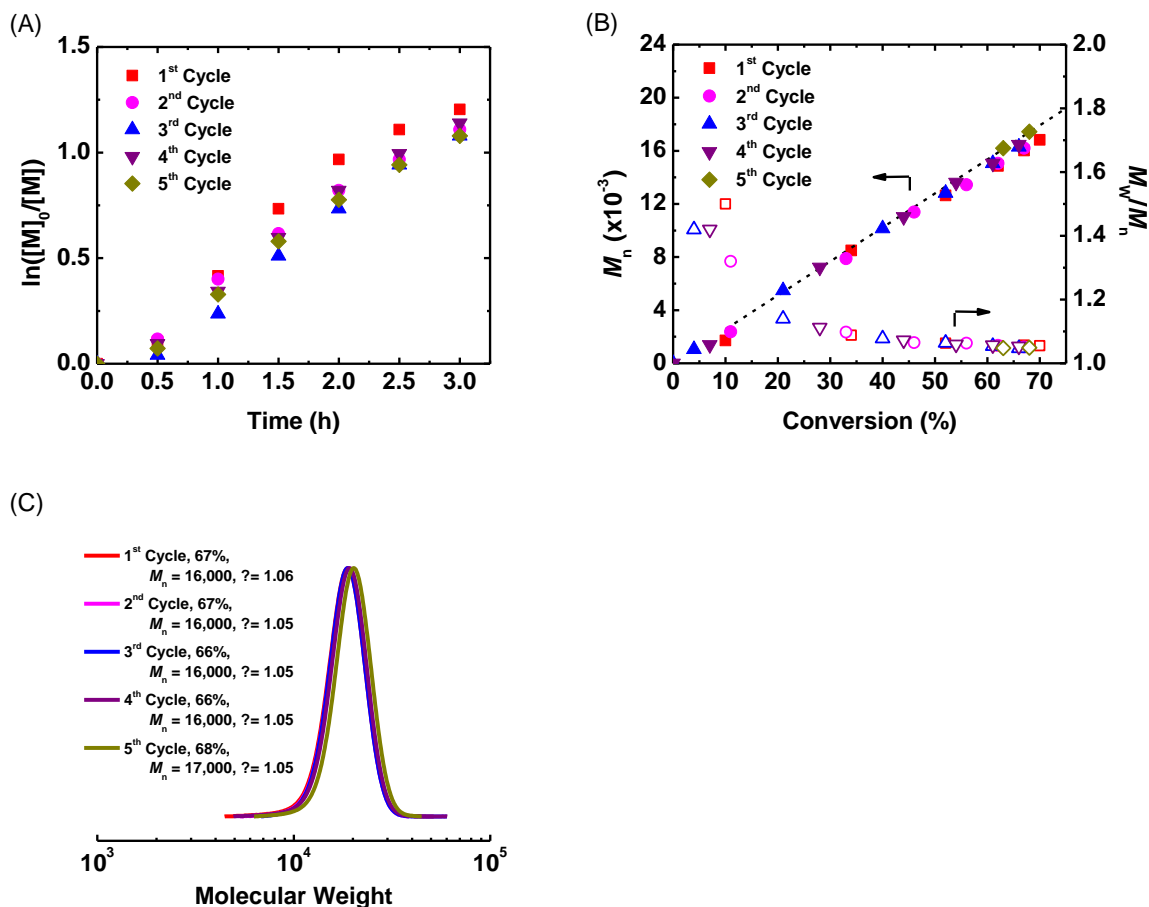 (A)
1.5
1.0
0.5
0.0
ln([M]0/[M])
1st Cycle
2nd Cycle
3rd Cycle
4th Cycle
5th Cycle
0.0 0.5 1.0 1.5 2.0 2.5 3.0
Time (h)
(B)
24
20
16
12
8
4
0
Mn (x10-3)
1st Cycle
2nd Cycle
3rd Cycle
4th Cycle
5th Cycle
2.0
1.8
1.6
1.4
1.2
1.0
MW/Mn
0 10 20 30 40 50 60 70
Conversion (%)
(C)
1st Cycle, 67%,
Mn = 16,000, ?= 1.06
2nd Cycle, 67%,
Mn = 16,000, ?= 1.05
3rd Cycle, 66%,
Mn = 16,000, ?= 1.05
4th Cycle, 66%,
Mn = 16,000, ?= 1.05
5th Cycle, 68%,
Mn = 17,000, ?= 1.05
103 104 105
Molecular Weight